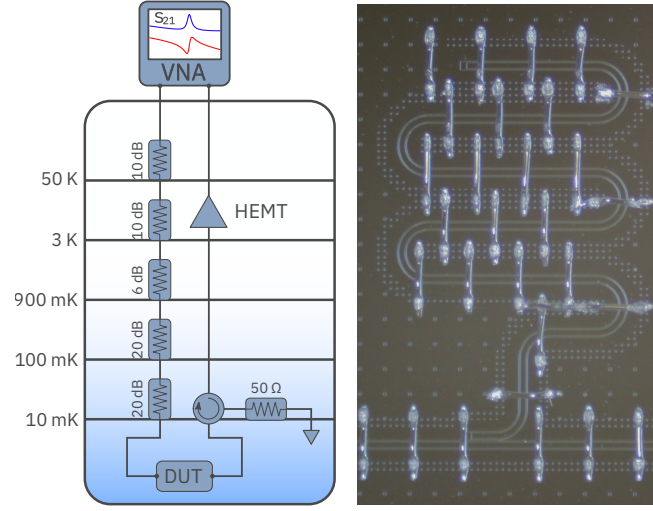 S21
VNA
10 dB
50 K
10 dB
HEMT
3 K
6 dB
900 mK
20 dB
100 mK
20 dB
50 Ω
10 mK
DUT